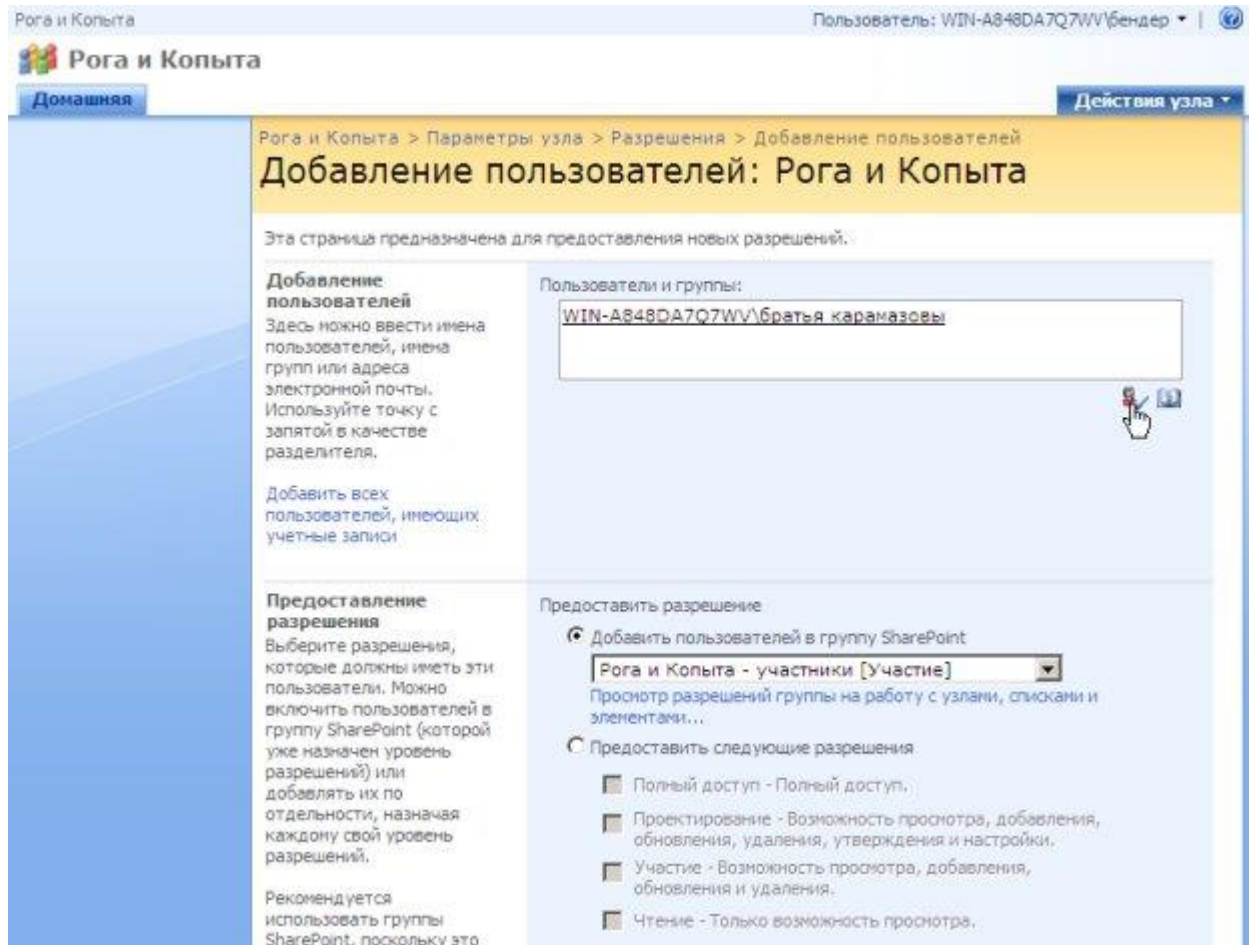 Рога и Копыта
Пользователь: WIN-A848DA7Q7WV\бендер
Рога и Копыта
Домашняя
Действия узла
Рога и Копыта > Параметры узла > Разрешения > Добавление пользователей
Добавление пользователей: Рога и Копыта
Эта страница предназначена для предоставления новых разрешений.
Добавление
пользователей
Здесь можно ввести имена
пользователей, имена
групп или адреса
электронной почты.
Используйте точку с
запятой в качестве
разделителя.
Добавить всех
пользователей, имеющих
учетные записи
Пользователи и группы:
WIN-A848DA7Q7WV\братья карамазовы
Предоставление
разрешения
Выберите разрешения,
которые должны иметь эти
пользователи. Можно
включить пользователей в
группу SharePoint (которой
уже назначен уровень
разрешений) или
добавлять их по
отдельности, назначая
каждому свой уровень
разрешений.
Рекомендуется
использовать группы
SharePoint, поскольку это
Предоставить разрешение
Добавить пользователей в группу SharePoint
Рога и Копыта - участники [Участие]
Просмотр разрешений группы на работу с узлами, списками и
элементами...
Предоставить следующие разрешения
Полный доступ - Полный доступ.
Проектирование - Возможность просмотра, добавления,
обновления, удаления, утверждения и настройки.
Участие - Возможность просмотра, добавления,
обновления и удаления.
Чтение - Только возможность просмотра.